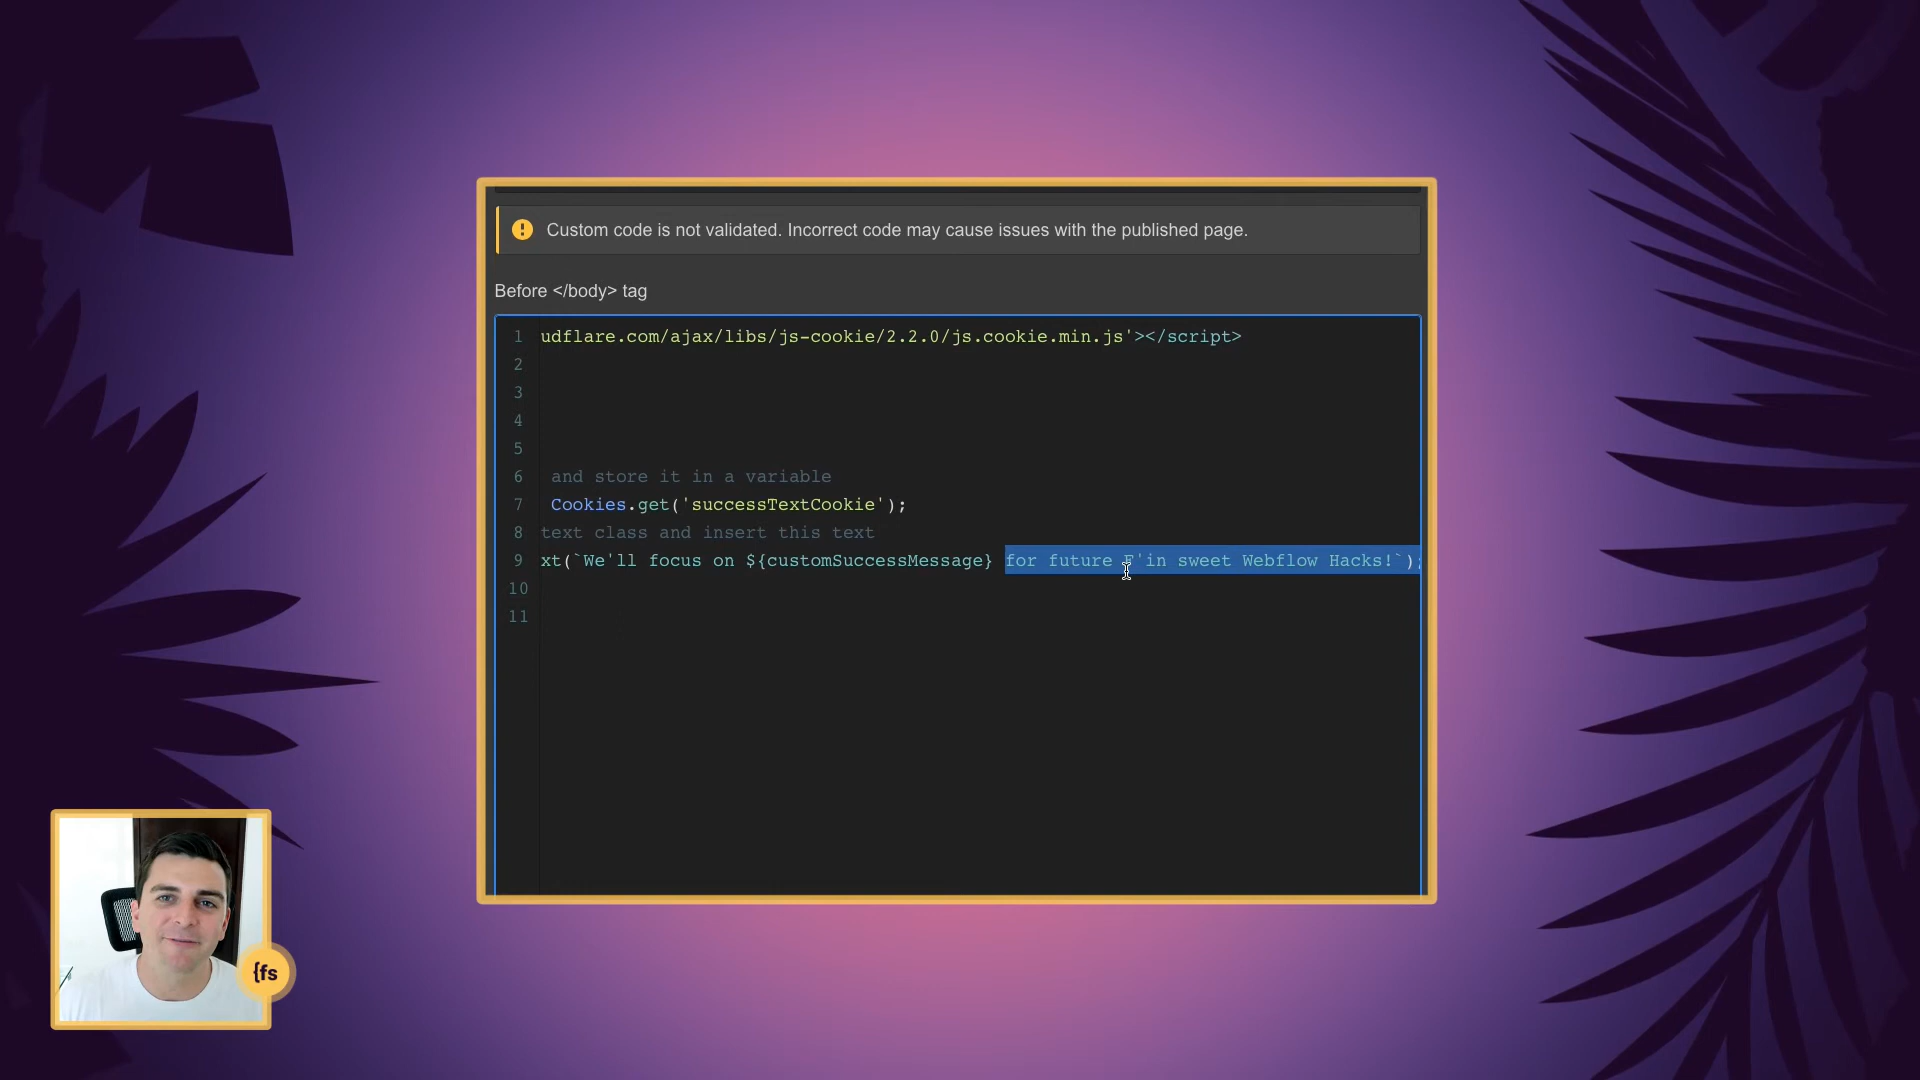 Custom code is not validated. Incorrect code may cause issues with the published page.
Before </body> tag
1 udflare.com/ajax/libs/js-cookie/2.2.0/js.cookie.min.js'></script>
2
3
4
5
6 and store it in a variable
7 Cookies.get('successTextCookie');
8 text class and insert this text
9 xt(`We'll focus on ${customSuccessMessage} for future F'in sweet Webflow Hacks!`);
10
11
{fs